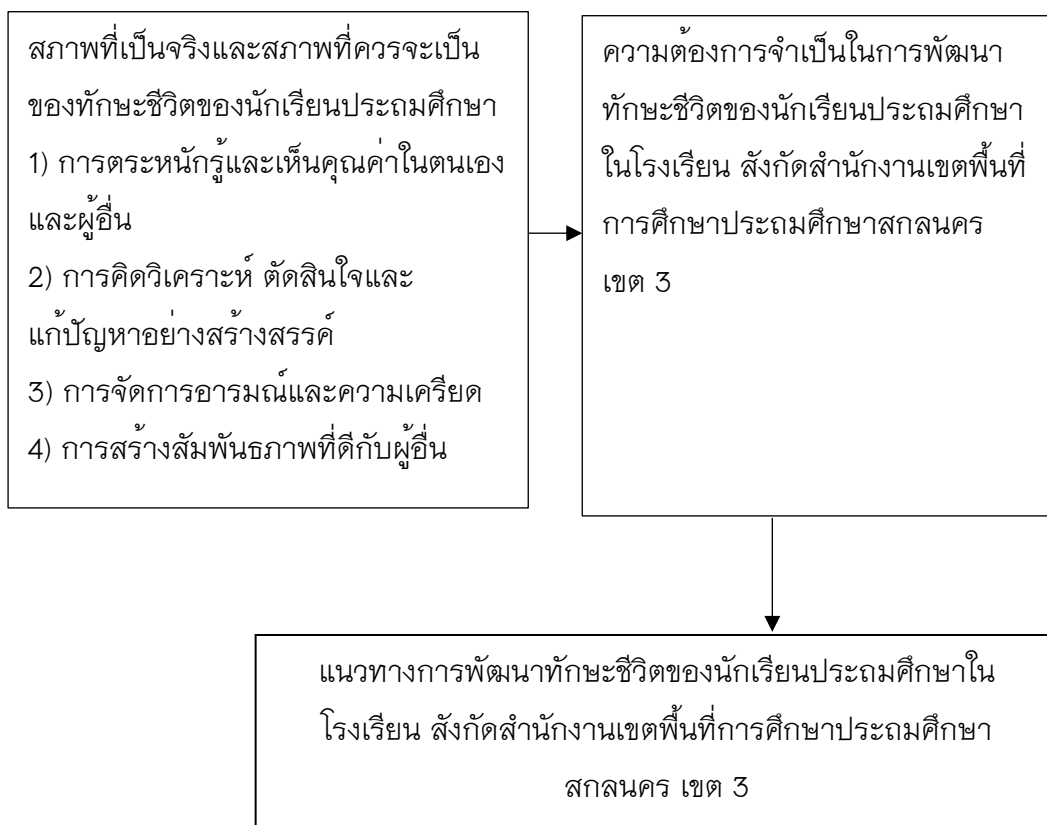 สภาพที่เป็นจริงและสภาพที่ควรจะเป็น
ของทักษะชีวิตของนักเรียนประถมศึกษา
1) การตระหนักรู้และเห็นคุณค่าในตนเอง
และผู้อื่น
2) การคิดวิเคราะห์ ตัดสินใจและ
แก้ปัญหาอย่างสร้างสรรค์
3) การจัดการอารมณ์และความเครียด
4) การสร้างสัมพันธภาพที่ดีกับผู้อื่น
ความต้องการจำเป็นในการพัฒนา
ทักษะชีวิตของนักเรียนประถมศึกษา
ในโรงเรียน สังกัดสำนักงานเขตพื้นที่
การศึกษาประถมศึกษาสกลนคร
เขต 3
แนวทางการพัฒนาทักษะชีวิตของนักเรียนประถมศึกษาใน
โรงเรียน สังกัดสำนักงานเขตพื้นที่การศึกษาประถมศึกษา
สกลนคร เขต 3